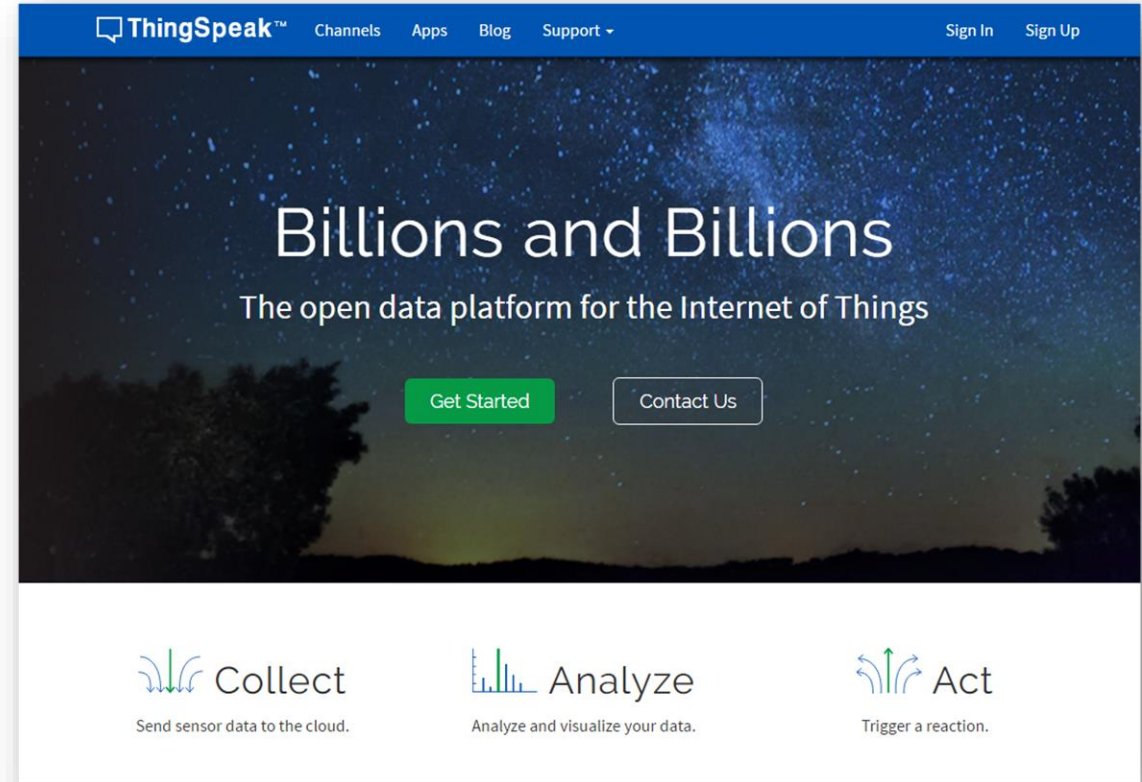 ThingSpeak™ Channels Apps Blog Support Sign In Sign Up
Billions and Billions
The open data platform for the Internet of Things
Get Started Contact Us
Collect Analyze Act
Send sensor data to the cloud. Analyze and visualize your data. Trigger a reaction.